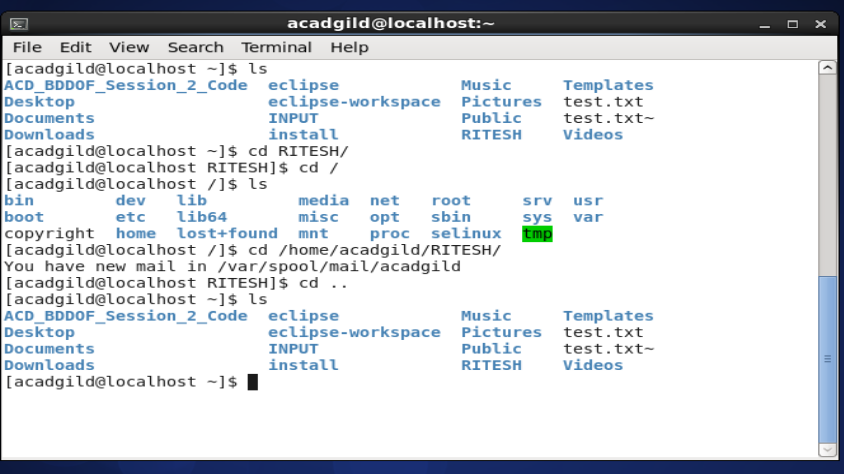 acadgild@localhost:~
File Edit View Search Terminal Help
[acadgild@localhost ~]$ ls
ACD_BDDOF_Session_2_Code eclipse Music Templates
Desktop eclipse-workspace Pictures test.txt
Documents INPUT Public test.txt~
Downloads install RITESH Videos
[acadgild@localhost ~]$ cd RITESH/
[acadgild@localhost RITESH]$ cd /
[acadgild@localhost /]$ ls
bin dev lib media net root srv usr
boot etc lib64 misc opt sbin sys var
copyright home lost+found mnt proc selinux tmp
[acadgild@localhost /]$ cd /home/acadgild/RITESH/
You have new mail in /var/spool/mail/acadgild
[acadgild@localhost RITESH]$ cd ..
[acadgild@localhost ~]$ ls
ACD_BDDOF_Session_2_Code eclipse Music Templates
Desktop eclipse-workspace Pictures test.txt
Documents INPUT Public test.txt~
Downloads install RITESH Videos
[acadgild@localhost ~]$